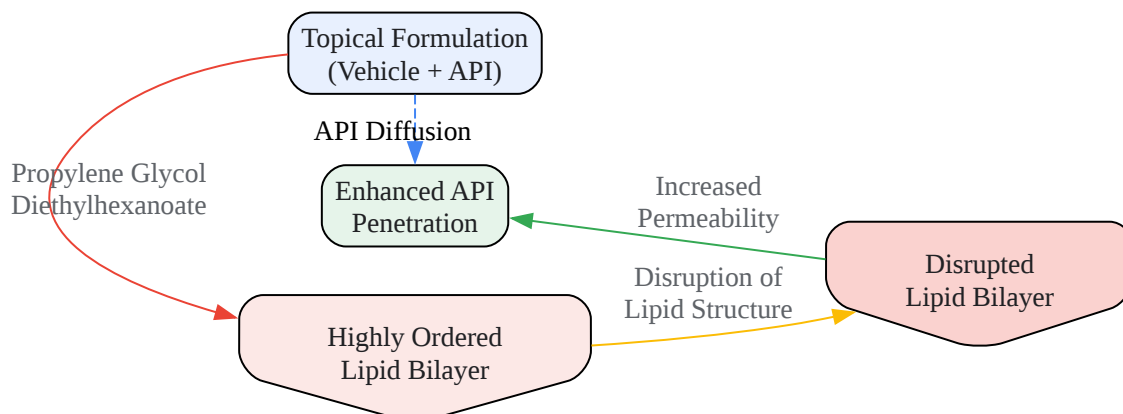 Topical Formulation
(Vehicle + API)
API Diffusion
Propylene Glycol
Diethylhexanoate
Enhanced API
Penetration
Increased
Permeability
Disrupted
Lipid Bilayer
Disruption of
Lipid Structure
Highly Ordered
Lipid Bilayer